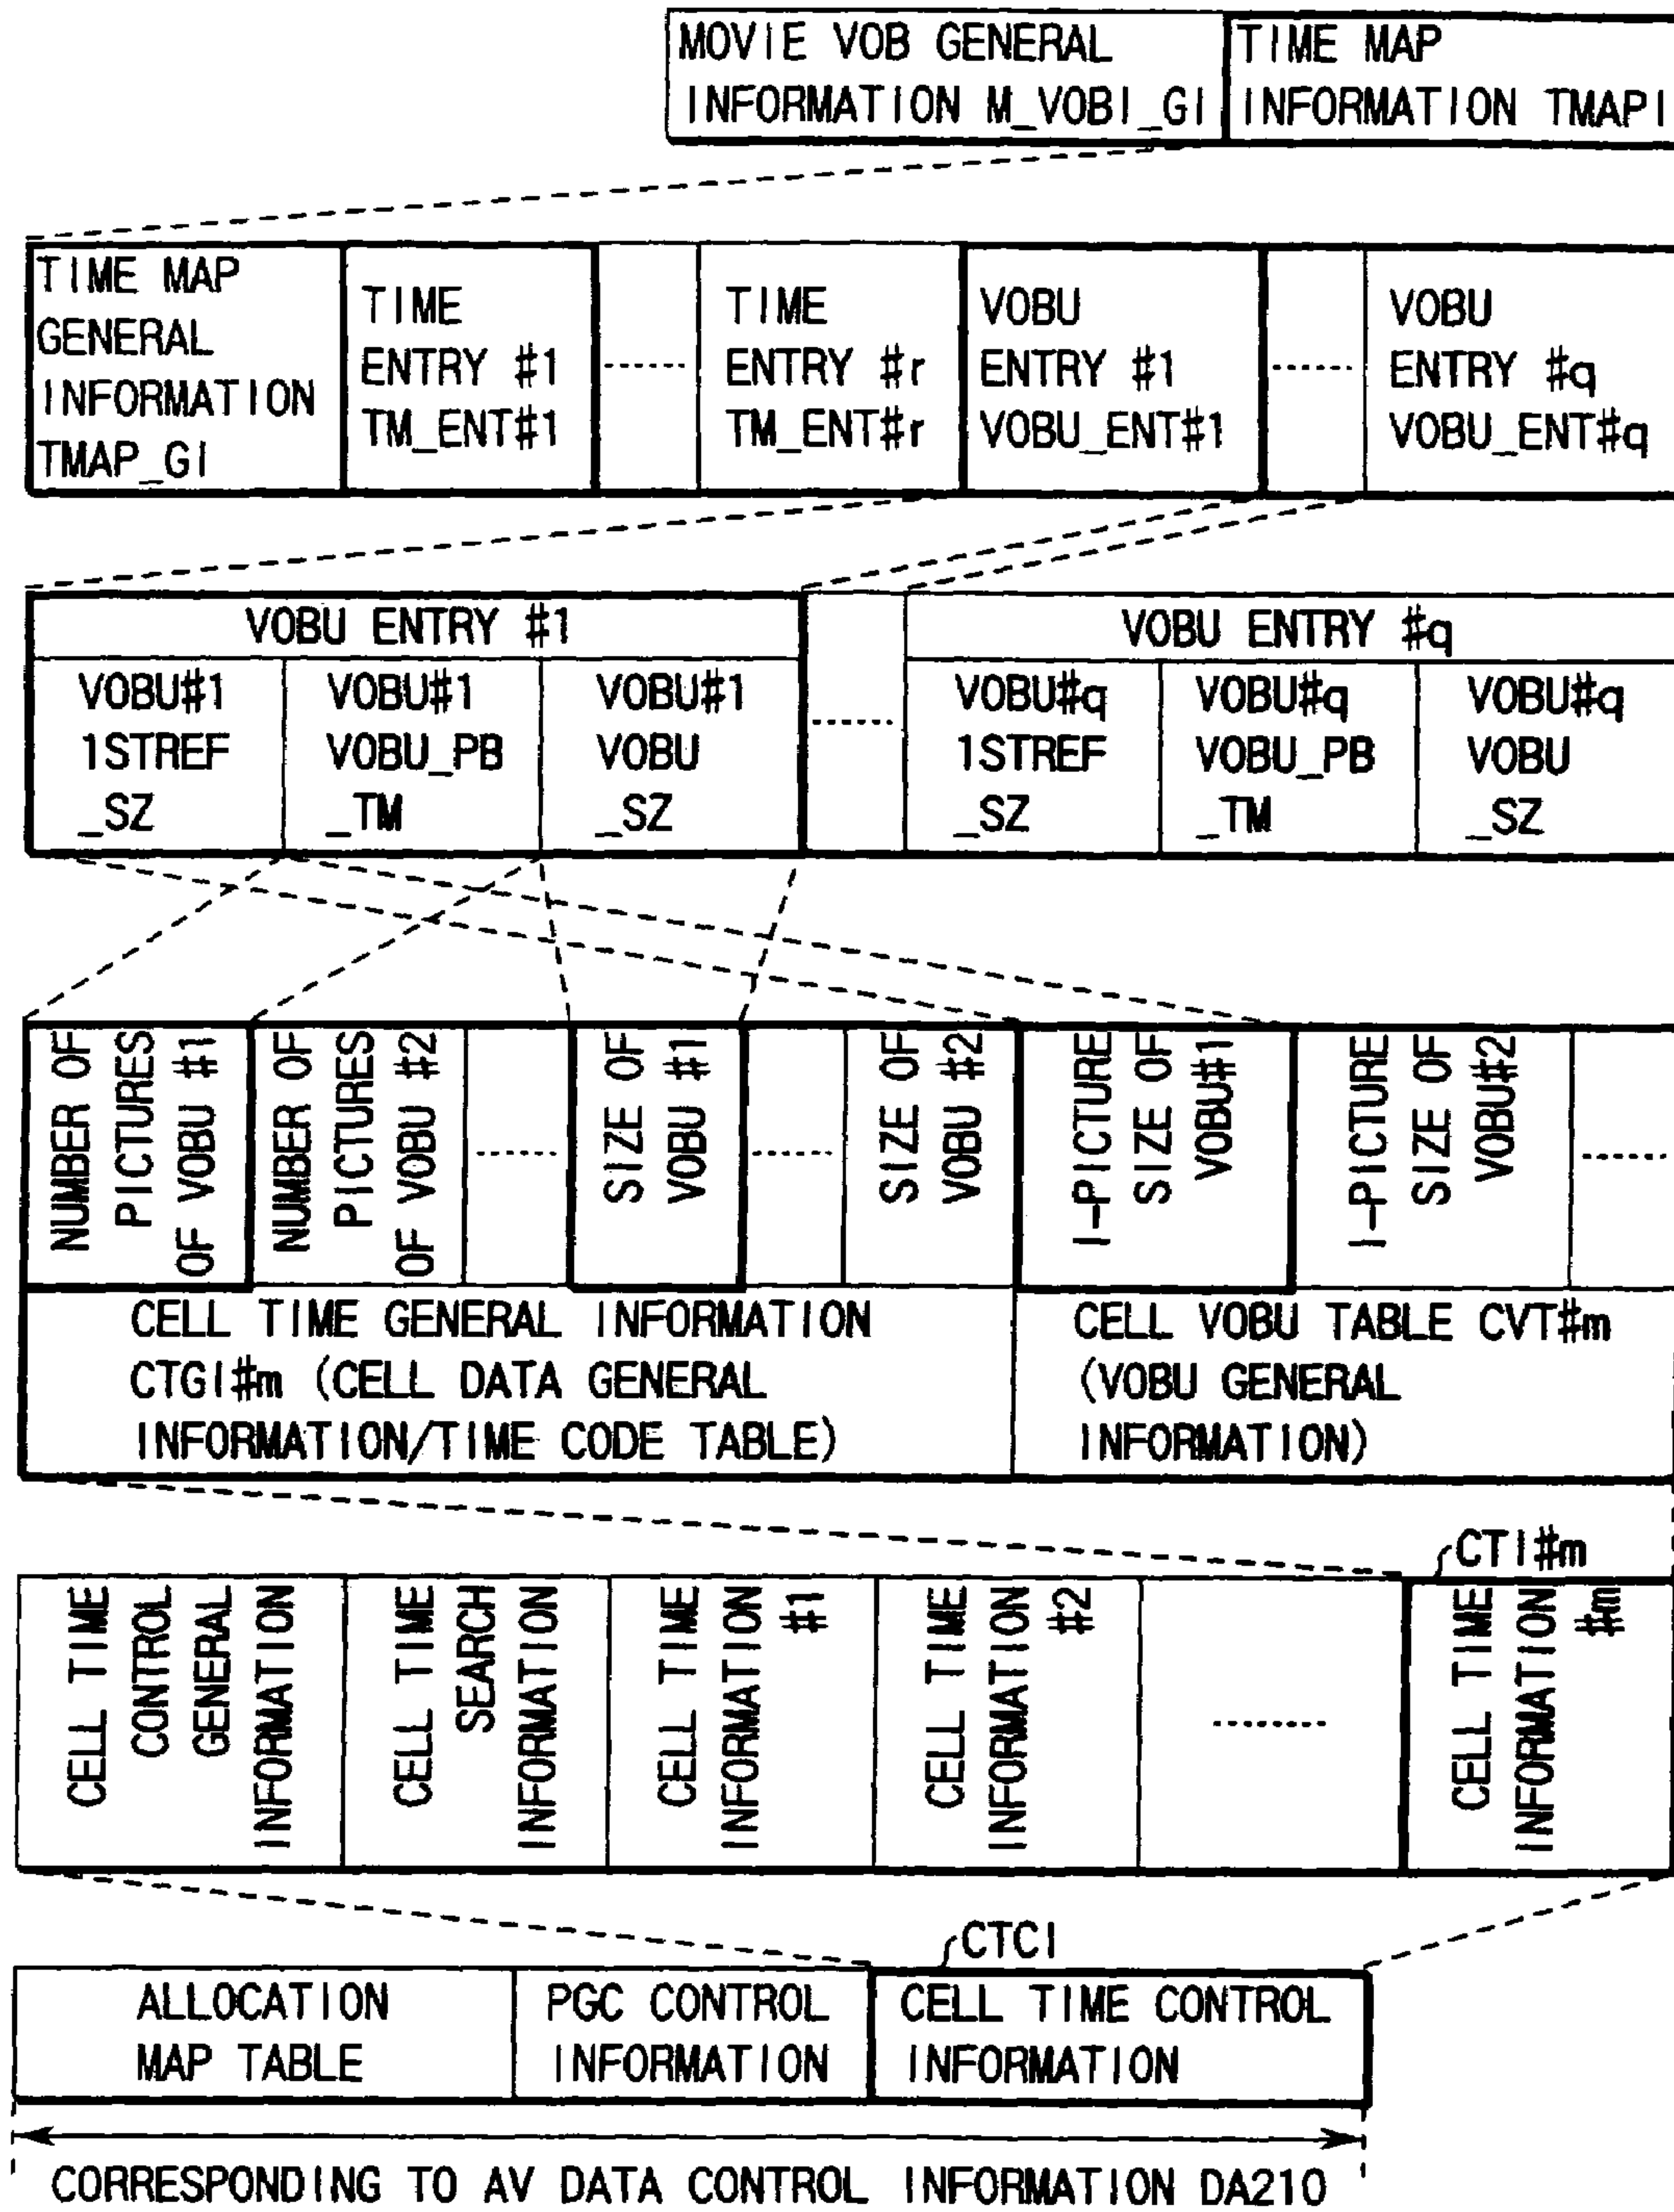 MOVIE VOB GENERAL
INFORMATION M_VOBI_GI
TIME MAP
INFORMATION TMAPI
TIME MAP
GENERAL
INFORMATION
TMAP_GI
TIME
ENTRY #1
TM_ENT#1
........
TIME
ENTRY #r
TM_ENT#r
VOBU
ENTRY #1
VOBU_ENT#1
........
VOBU
ENTRY #q
VOBU_ENT#q
VOBU ENTRY #1
VOBU#1
1STREF
_SZ
VOBU#1
VOBU_PB
_TM
VOBU#1
VOBU
_SZ
........
VOBU ENTRY #q
VOBU#q
1STREF
_SZ
VOBU#q
VOBU_PB
_TM
VOBU#q
VOBU
_SZ
NUMBER OF
PICTURES
OF VOBU #1
NUMBER OF
PICTURES
OF VOBU #2
........
SIZE OF
VOBU #1
........
SIZE OF
VOBU #2
I-PICTURE
SIZE OF
VOBU#1
I-PICTURE
SIZE OF
VOBU#2
........
CELL TIME GENERAL INFORMATION
CTGI#m (CELL DATA GENERAL
INFORMATION/TIME CODE TABLE)
CELL VOBU TABLE CVT#m
(VOBU GENERAL
INFORMATION)
CTI#m
CELL TIME
CONTROL
GENERAL
INFORMATION
CELL TIME
SEARCH
INFORMATION
CELL TIME
INFORMATION
#1
CELL TIME
INFORMATION
#2
........
CELL TIME
INFORMATION
#m
CTCI
ALLOCATION
MAP TABLE
PGC CONTROL
INFORMATION
CELL TIME CONTROL
INFORMATION
CORRESPONDING TO AV DATA CONTROL INFORMATION DA210